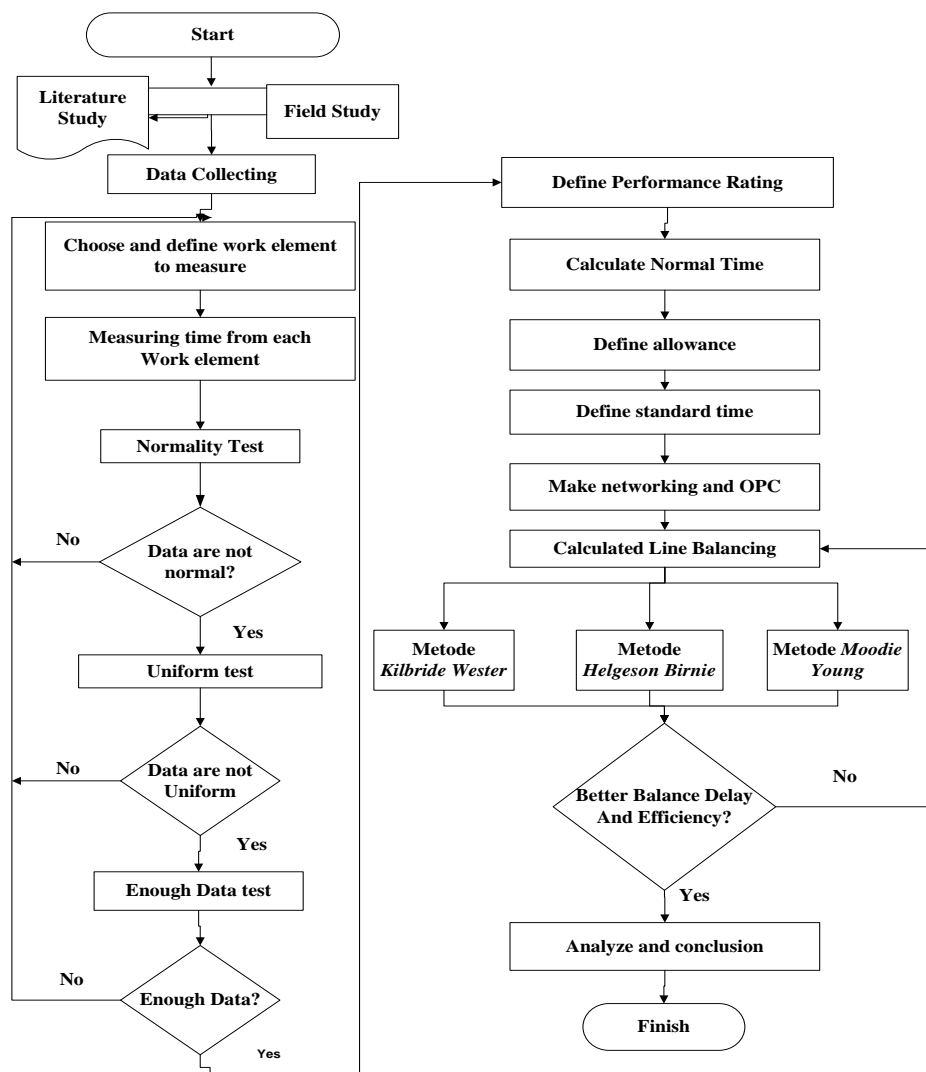 Start
Literature
Study
Field Study
Data Collecting
Choose and define work element
to measure
Measuring time from each
Work element
Normality Test
No
Data are not
normal?
Yes
Uniform test
No
Data are not
Uniform
Yes
Enough Data test
No
Enough Data?
Yes
Define Performance Rating
Calculate Normal Time
Define allowance
Define standard time
Make networking and OPC
Calculated Line Balancing
Metode
Kilbride Wester
Metode
Helgeson Birnie
Metode Moodie
Young
No
Better Balance Delay
And Efficiency?
Yes
Analyze and conclusion
Finish